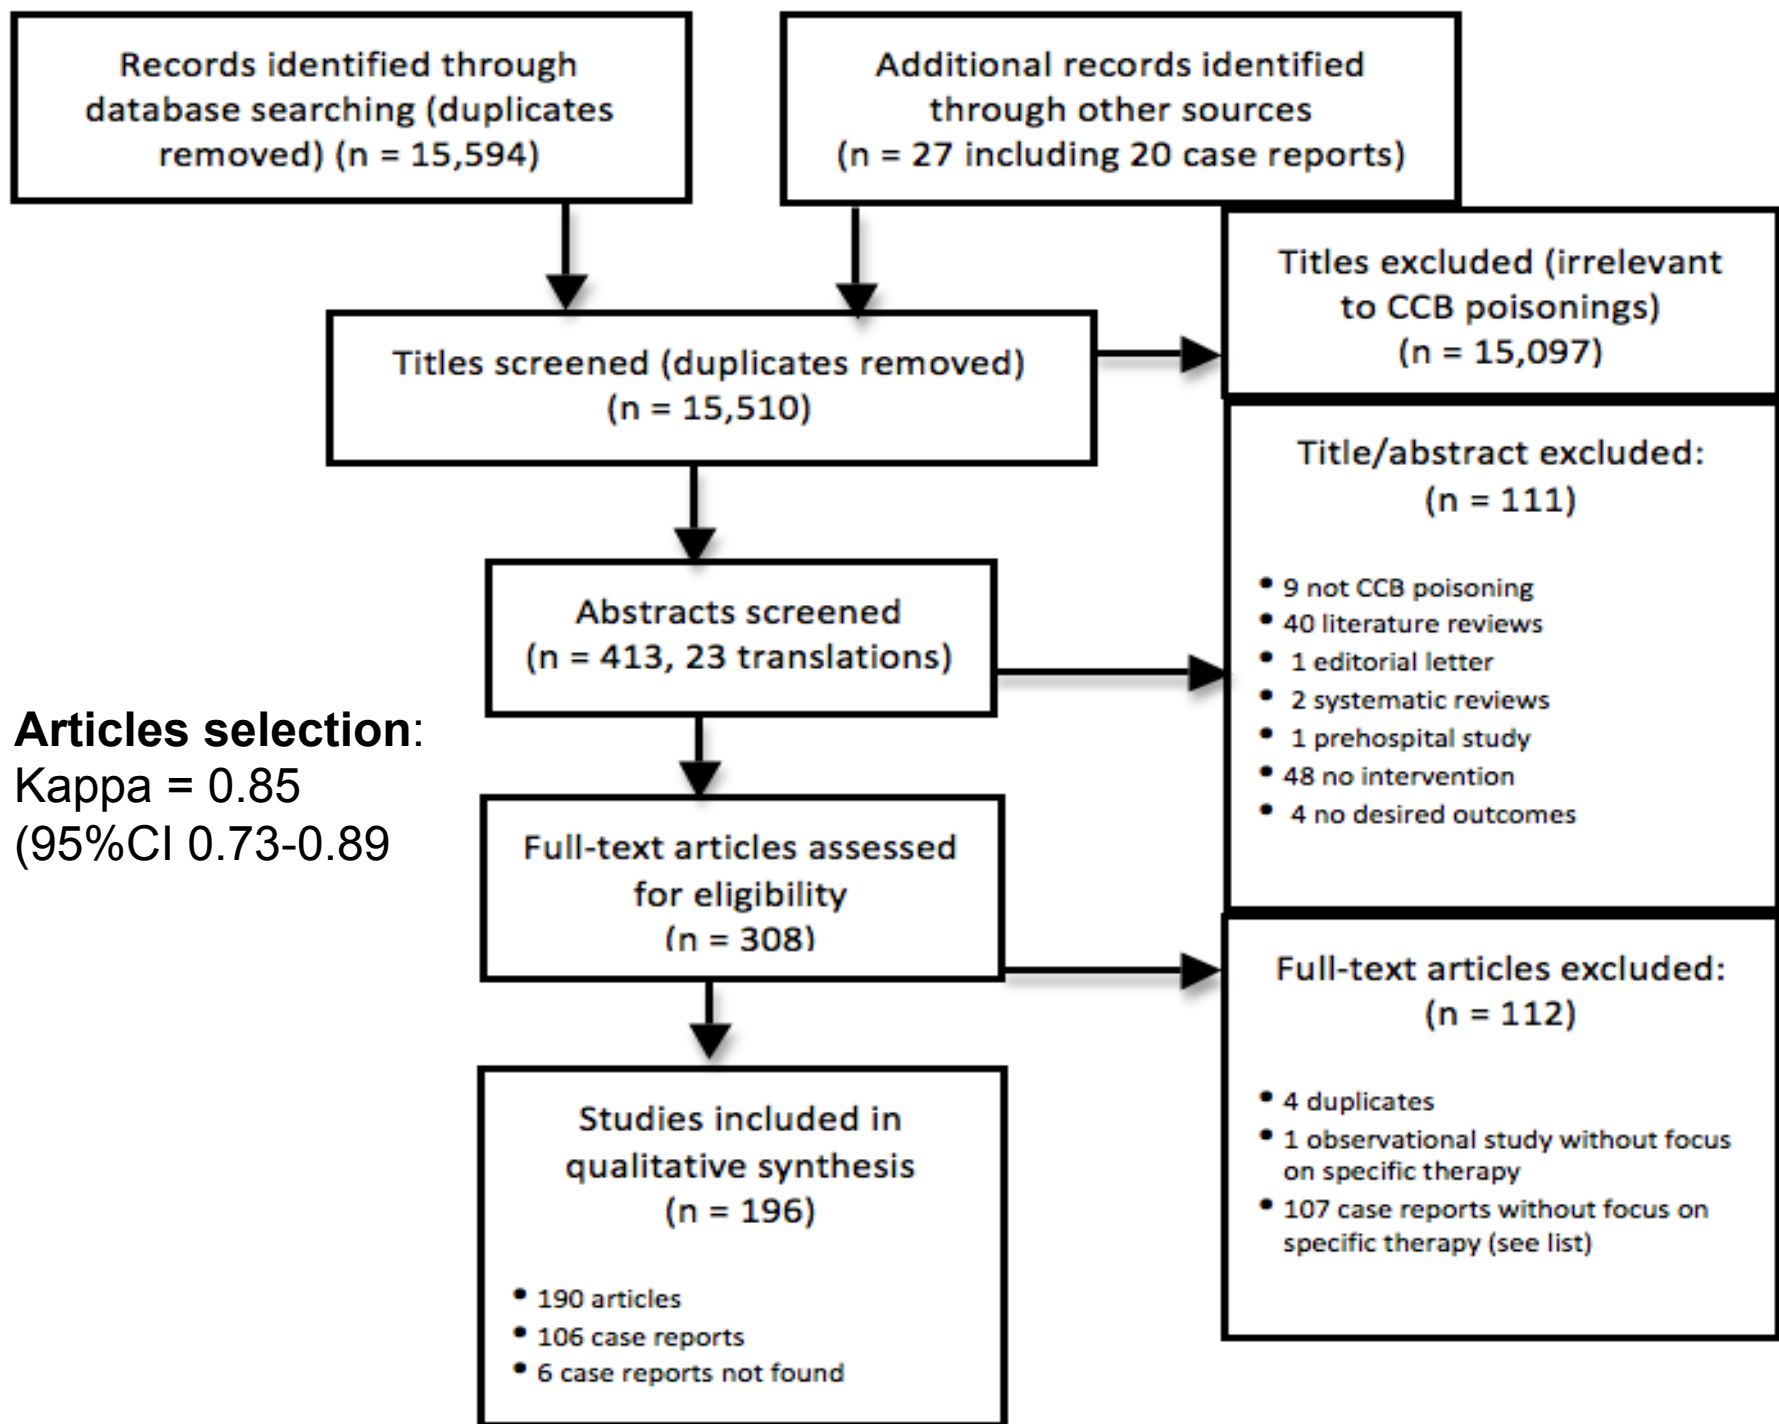 Records identified through
database searching (duplicates
removed) (n = 15,594)
Additional records identified
through other sources
(n = 27 including 20 case reports)
Titles excluded (irrelevant
to CCB poisonings)
(n = 15,097)
Titles screened (duplicates removed)
(n = 15,510)
Title/abstract excluded:
(n = 111)
• 9 not CCB poisoning
• 40 literature reviews
• 1 editorial letter
• 2 systematic reviews
• 1 prehospital study
• 48 no intervention
• 4 no desired outcomes
Abstracts screened
(n = 413, 23 translations)
Articles selection:
Kappa = 0.85
(95%CI 0.73-0.89
Full-text articles assessed
for eligibility
(n = 308)
Full-text articles excluded:
(n = 112)
• 4 duplicates
• 1 observational study without focus
on specific therapy
• 107 case reports without focus on
specific therapy (see list)
Studies included in
qualitative synthesis
(n = 196)
• 190 articles
• 106 case reports
• 6 case reports not found